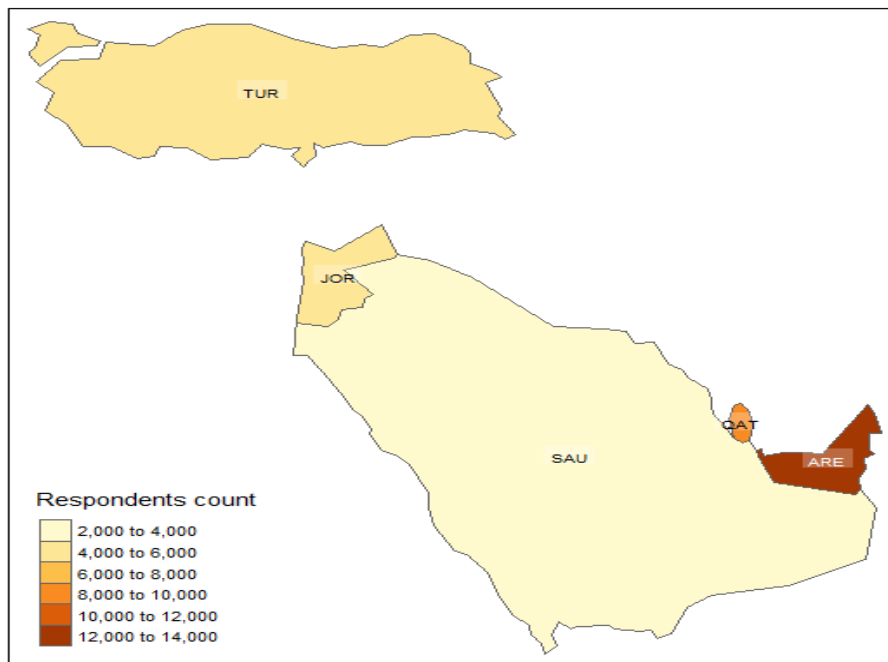 TUR
JOR
QAT
SAU
ARE
Respondents count
2,000 to 4,000
4,000 to 6,000
6,000 to 8,000
8,000 to 10,000
10,000 to 12,000
12,000 to 14,000